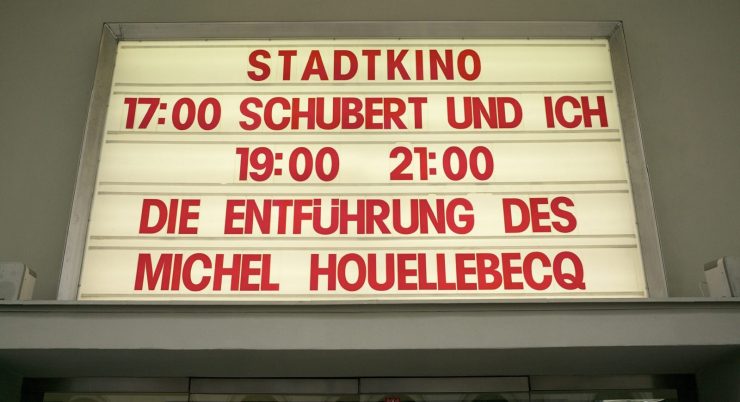 STADTKINO
17:00 SCHUBERT UND ICH
19:00 21:00
DIE ENTFÜHRUNG DES
MICHEL HOUELLEBECQ